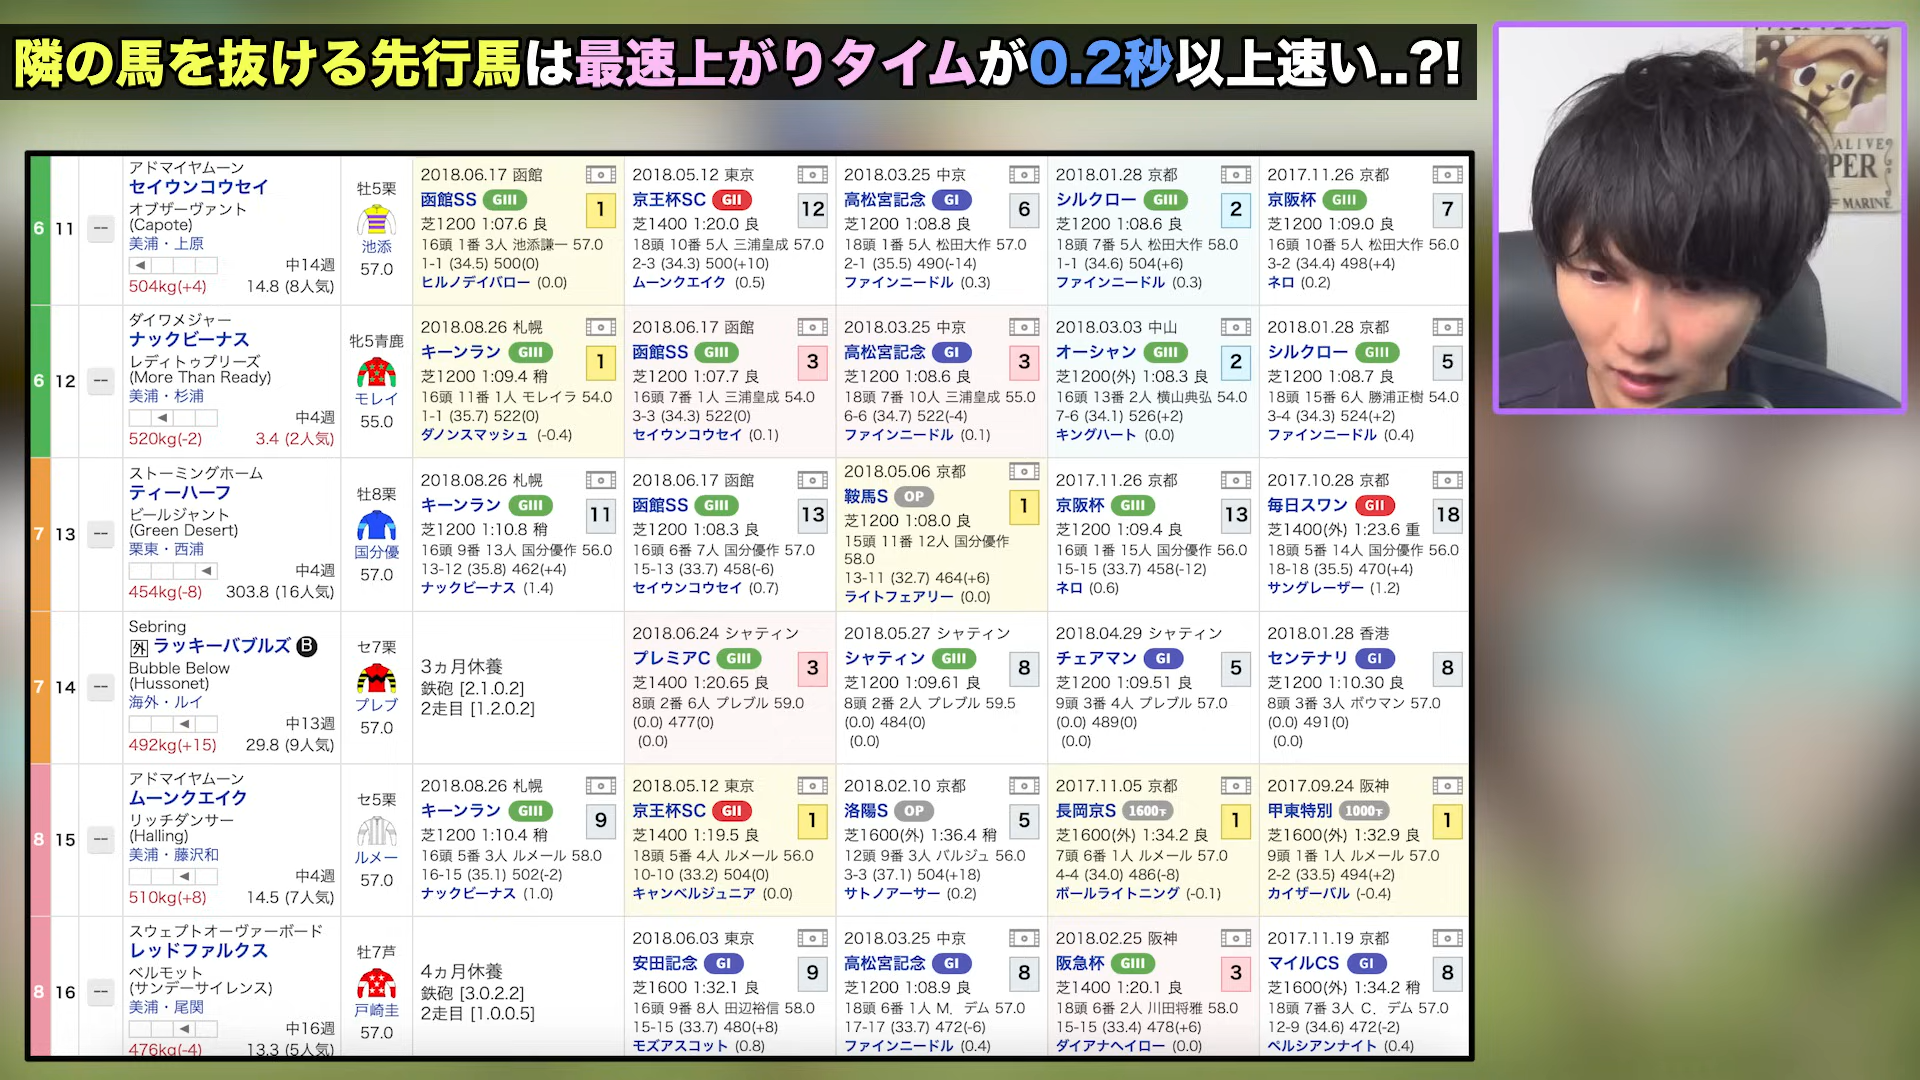 隣の馬を抜ける先行馬は最速上がりタイムが0.2秒以上速い..?!
ALIVE
PPER
MARINE
6
11
--
アドマイヤムーン
セイウンコウセイ
オブザーヴァント
(Capote)
美浦・上原
中14週
504kg(+4) 14.8 (8人気)
牡5栗
池添
57.0
2018.06.17 函館
函館SS GIII 1
芝1200 1:07.6 良
16頭 1番 3人 池添謙一 57.0
1-1 (34.5) 500(0)
ヒルノデイバロー (0.0)
2018.05.12 東京
京王杯SC GII 12
芝1400 1:20.0 良
18頭 10番 5人 三浦皇成 57.0
2-3 (34.3) 500(+10)
ムーンクエイク (0.5)
2018.03.25 中京
高松宮記念 GI 6
芝1200 1:08.8 良
18頭 1番 5人 松田大作 57.0
2-1 (35.5) 490(-14)
ファインニードル (0.3)
2018.01.28 京都
シルクロー GIII 2
芝1200 1:08.6 良
18頭 7番 5人 松田大作 58.0
1-1 (34.6) 504(+6)
ファインニードル (0.3)
2017.11.26 京都
京阪杯 GIII 7
芝1200 1:09.0 良
16頭 10番 5人 松田大作 56.0
3-2 (34.4) 498(+4)
ネロ (0.2)
6
12
--
ダイワメジャー
ナックビーナス
レディトゥプリーズ
(More Than Ready)
美浦・杉浦
中4週
520kg(-2) 3.4 (2人気)
牝5青鹿
モレイ
55.0
2018.08.26 札幌
キーンラン GIII 1
芝1200 1:09.4 稍
16頭 11番 1人 モレイラ 54.0
1-1 (35.7) 522(0)
ダノンスマッシュ (-0.4)
2018.06.17 函館
函館SS GIII 3
芝1200 1:07.7 良
16頭 7番 1人 三浦皇成 54.0
3-3 (34.3) 522(0)
セイウンコウセイ (0.1)
2018.03.25 中京
高松宮記念 GI 3
芝1200 1:08.6 良
18頭 7番 10人 三浦皇成 55.0
6-6 (34.7) 522(-4)
ファインニードル (0.1)
2018.03.03 中山
オーシャン GIII 2
芝1200(外) 1:08.3 良
16頭 13番 2人 横山典弘 54.0
7-6 (34.1) 526(+2)
キングハート (0.0)
2018.01.28 京都
シルクロー GIII 5
芝1200 1:08.7 良
18頭 15番 6人 勝浦正樹 54.0
3-4 (34.3) 524(+2)
ファインニードル (0.4)
7
13
--
ストーミングホーム
ティーハーフ
ビールジャント
(Green Desert)
栗東・西浦
中4週
454kg(-8) 303.8 (16人気)
牡8栗
国分優
57.0
2018.08.26 札幌
キーンラン GIII 11
芝1200 1:10.8 稍
16頭 9番 13人 国分優作 56.0
13-12 (35.8) 462(+4)
ナックビーナス (1.4)
2018.06.17 函館
函館SS GIII 13
芝1200 1:08.3 良
16頭 6番 7人 国分優作 57.0
15-13 (33.7) 458(-6)
セイウンコウセイ (0.7)
2018.05.06 京都
鞍馬S OP 1
芝1200 1:08.0 良
15頭 11番 12人 国分優作
58.0
13-11 (32.7) 464(+6)
ライトフェアリー (0.0)
2017.11.26 京都
京阪杯 GIII 13
芝1200 1:09.4 良
16頭 1番 15人 国分優作 56.0
15-15 (33.7) 458(-12)
ネロ (0.6)
2017.10.28 京都
毎日スワン GII 18
芝1400(外) 1:23.6 重
18頭 5番 14人 国分優作 56.0
18-18 (35.5) 470(+4)
サングレーザー (1.2)
7
14
--
Sebring
外 ラッキーバブルズ B
Bubble Below
(Hussonet)
海外・ルイ
中13週
492kg(+15) 29.8 (9人気)
セ7栗
プレブ
57.0
3ヵ月休養
鉄砲 [2.1.0.2]
2走目 [1.2.0.2]
2018.06.24 シャティン
プレミアC GIII 3
芝1400 1:20.65 良
8頭 2番 6人 プレブル 59.0
(0.0) 477(0)
(0.0)
2018.05.27 シャティン
シャティン GIII 8
芝1200 1:09.61 良
8頭 2番 2人 プレブル 59.5
(0.0) 484(0)
(0.0)
2018.04.29 シャティン
チェアマン GI 5
芝1200 1:09.51 良
9頭 3番 4人 プレブル 57.0
(0.0) 489(0)
(0.0)
2018.01.28 香港
センテナリ GI 8
芝1200 1:10.30 良
8頭 3番 3人 ボウマン 57.0
(0.0) 491(0)
(0.0)
8
15
--
アドマイヤムーン
ムーンクエイク
リッチダンサー
(Halling)
美浦・藤沢和
中4週
510kg(+8) 14.5 (7人気)
セ5栗
ルメー
57.0
2018.08.26 札幌
キーンラン GIII 9
芝1200 1:10.4 稍
16頭 5番 3人 ルメール 58.0
16-15 (35.1) 502(-2)
ナックビーナス (1.0)
2018.05.12 東京
京王杯SC GII 1
芝1400 1:19.5 良
18頭 5番 4人 ルメール 56.0
10-10 (33.2) 504(0)
キャンベルジュニア (0.0)
2018.02.10 京都
洛陽S OP 5
芝1600(外) 1:36.4 稍
12頭 9番 3人 バルジュ 56.0
3-3 (37.1) 504(+18)
サトノアーサー (0.2)
2017.11.05 京都
長岡京S 1600下 1
芝1600(外) 1:34.2 良
7頭 6番 1人 ルメール 57.0
4-4 (34.0) 486(-8)
ボールライトニング (-0.1)
2017.09.24 阪神
甲東特別 1000下 1
芝1600(外) 1:32.9 良
9頭 1番 1人 ルメール 57.0
2-2 (33.5) 494(+2)
カイザーバル (-0.4)
8
16
--
スウェプトオーヴァーボード
レッドファルクス
ベルモット
(サンデーサイレンス)
美浦・尾関
中16週
476kg(-4) 13.3 (5人気)
牡7芦
戸崎圭
57.0
4ヵ月休養
鉄砲 [3.0.2.2]
2走目 [1.0.0.5]
2018.06.03 東京
安田記念 GI 9
芝1600 1:32.1 良
16頭 9番 8人 田辺裕信 58.0
15-15 (33.7) 480(+8)
モズアスコット (0.8)
2018.03.25 中京
高松宮記念 GI 8
芝1200 1:08.9 良
18頭 6番 1人 M．デム 57.0
17-17 (33.7) 472(-6)
ファインニードル (0.4)
2018.02.25 阪神
阪急杯 GIII 3
芝1400 1:20.1 良
18頭 6番 2人 川田将雅 58.0
15-15 (33.4) 478(+6)
ダイアナヘイロー (0.0)
2017.11.19 京都
マイルCS GI 8
芝1600(外) 1:34.2 稍
18頭 7番 3人 C．デム 57.0
12-9 (34.6) 472(-2)
ペルシアンナイト (0.4)